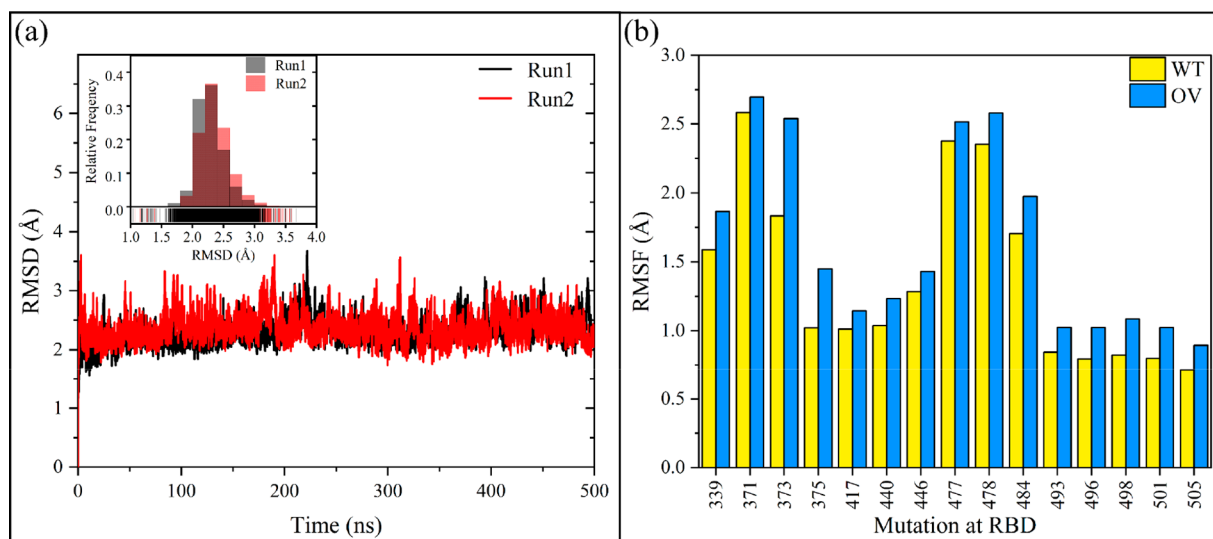 (a)
Run1
Run2
RMSD (Å)
6
5
4
3
2
1
0
0 100 200 300 400 500
Time (ns)
Relative Freqency
0.4
0.3
0.2
0.1
0.0
Run1
Run2
1.0 1.5 2.0 2.5 3.0 3.5 4.0
RMSD (Å)
(b)
WT
OV
RMSF (Å)
3.0
2.5
2.0
1.5
1.0
0.5
0.0
339 371 373 375 417 440 446 477 478 484 493 496 498 501 505
Mutation at RBD